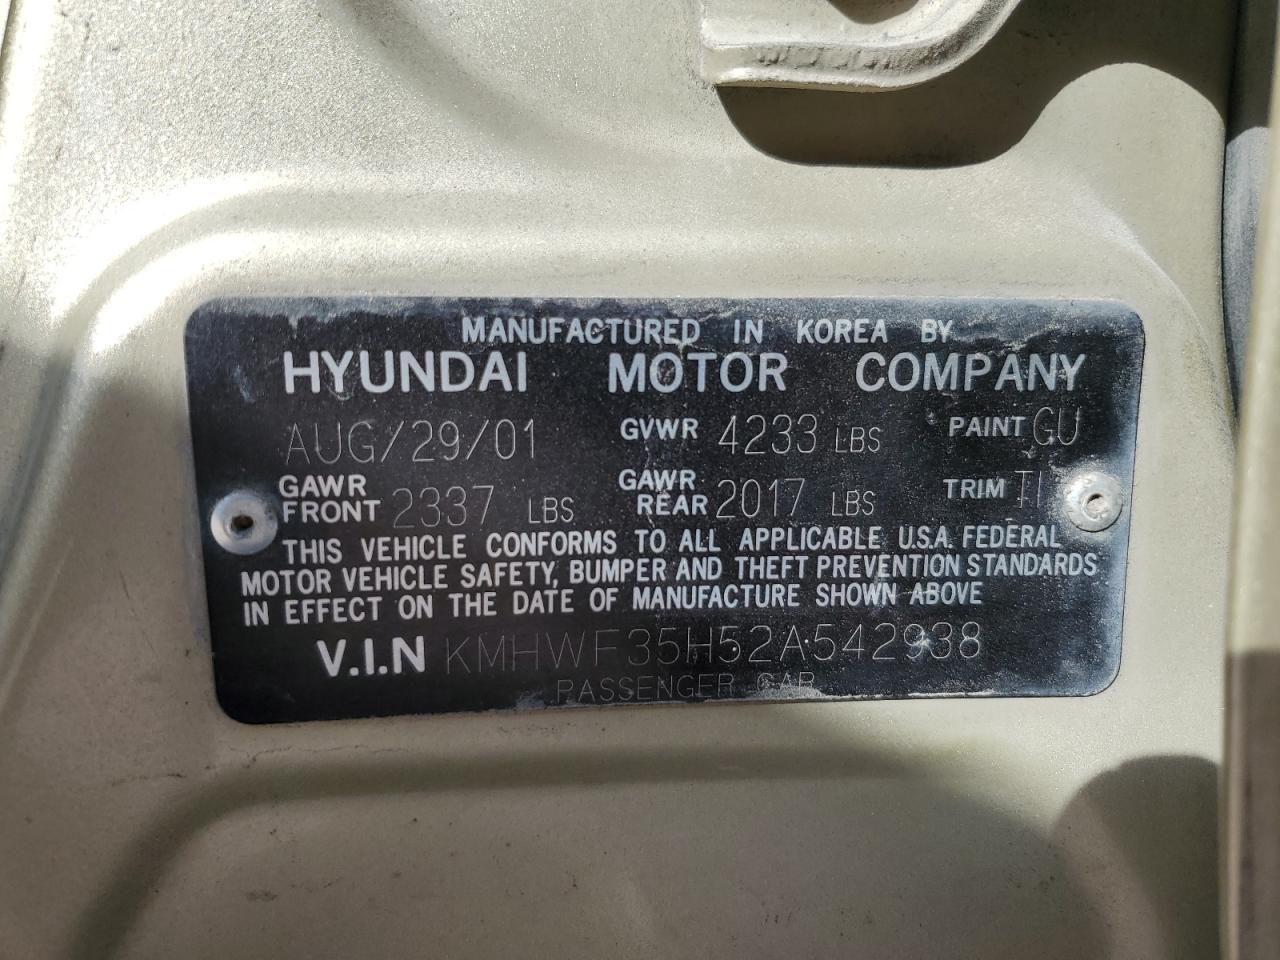 MANUFACTURED IN KOREA BY
HYUNDAI MOTOR COMPANY
AUG/29/01 GVWR 4233 LBS PAINT GU
GAWR FRONT 2337 LBS GAWR REAR 2017 LBS TRIM TI
THIS VEHICLE CONFORMS TO ALL APPLICABLE U.S.A. FEDERAL
MOTOR VEHICLE SAFETY, BUMPER AND THEFT PREVENTION STANDARDS
IN EFFECT ON THE DATE OF MANUFACTURE SHOWN ABOVE
V.I.N KMHWF35H52A542938
PASSENGER CAR